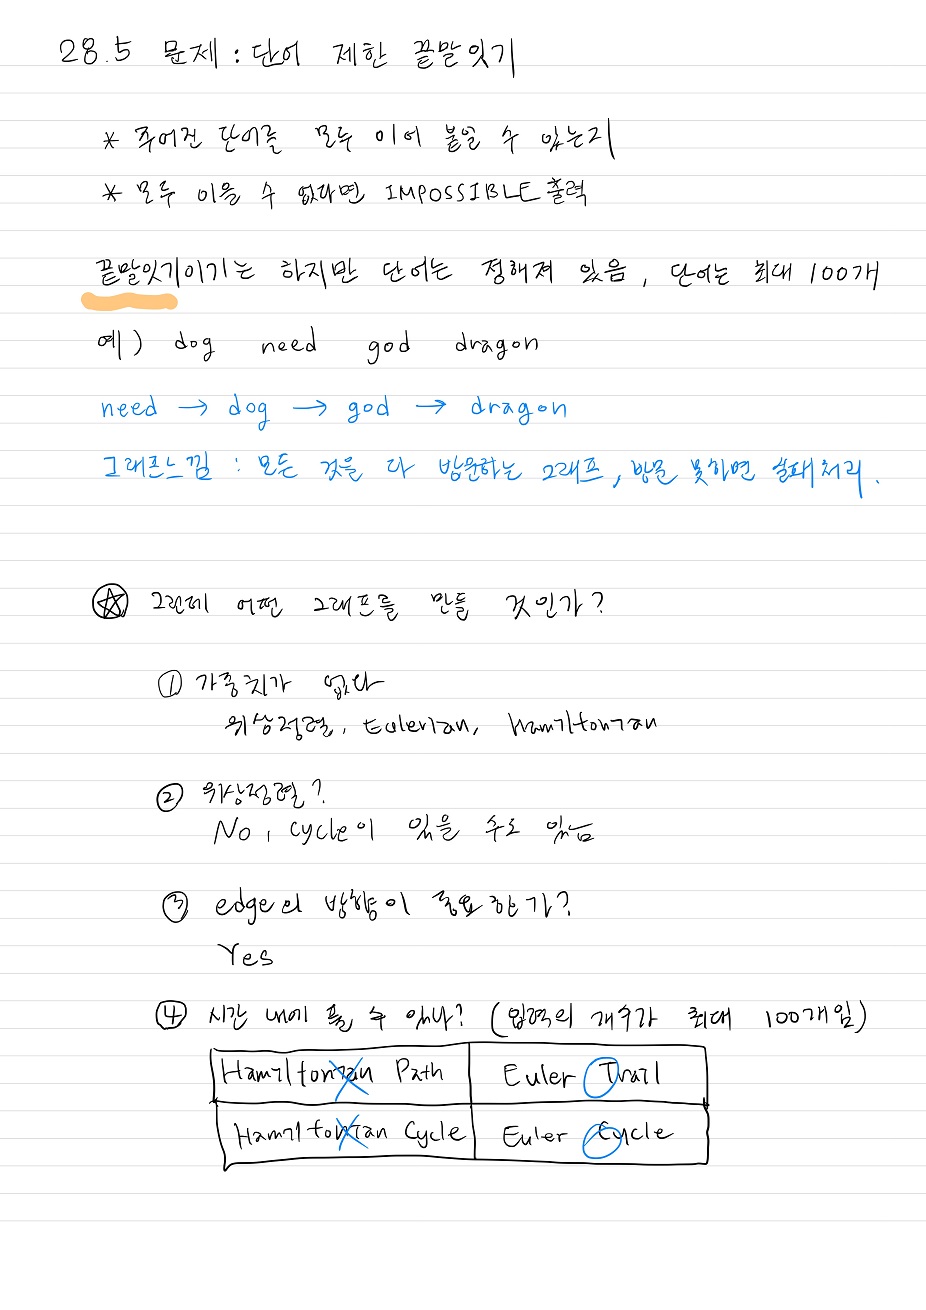 28.5 문제 : 단어 제한 끝말잇기
* 주어진 단어를 모두 이어 붙일 수 있는지
* 모두 이을 수 없다면 IMPOSSIBLE 출력
끝말잇기이기는 하지만 단어는 정해져 있음, 단어는 최대 100개
예) dog need god dragon
need → dog → god → dragon
그래프느낌 : 모든 것을 다 방문하는 그래프, 방문 못하면 실패처리.
☆ 그런데 어떤 그래프를 만들 것인가?
① 가중치가 없다
위상정렬, Eulerian, Hamiltonian
② 위상정렬?
No, cycle이 있을 수도 있음
③ edge의 방향이 중요한가?
Yes
④ 시간 내에 풀 수 있나? (입력의 개수가 최대 100개임)
Hamiltonian Path Euler Trail
Hamiltonian Cycle Euler Cycle